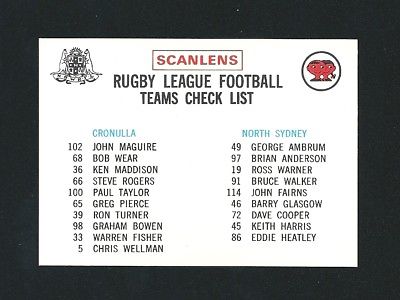 SCANLENS
RUGBY LEAGUE FOOTBALL
TEAMS CHECK LIST
CRONULLA
102 JOHN MAGUIRE
68 BOB WEAR
36 KEN MADDISON
66 STEVE ROGERS
100 PAUL TAYLOR
65 GREG PIERCE
39 RON TURNER
98 GRAHAM BOWEN
33 WARREN FISHER
5 CHRIS WELLMAN
NORTH SYDNEY
49 GEORGE AMBRUM
97 BRIAN ANDERSON
19 ROSS WARNER
91 BRUCE WALKER
114 JOHN FAIRNS
46 BARRY GLASGOW
72 DAVE COOPER
45 KEITH HARRIS
86 EDDIE HEATLEY